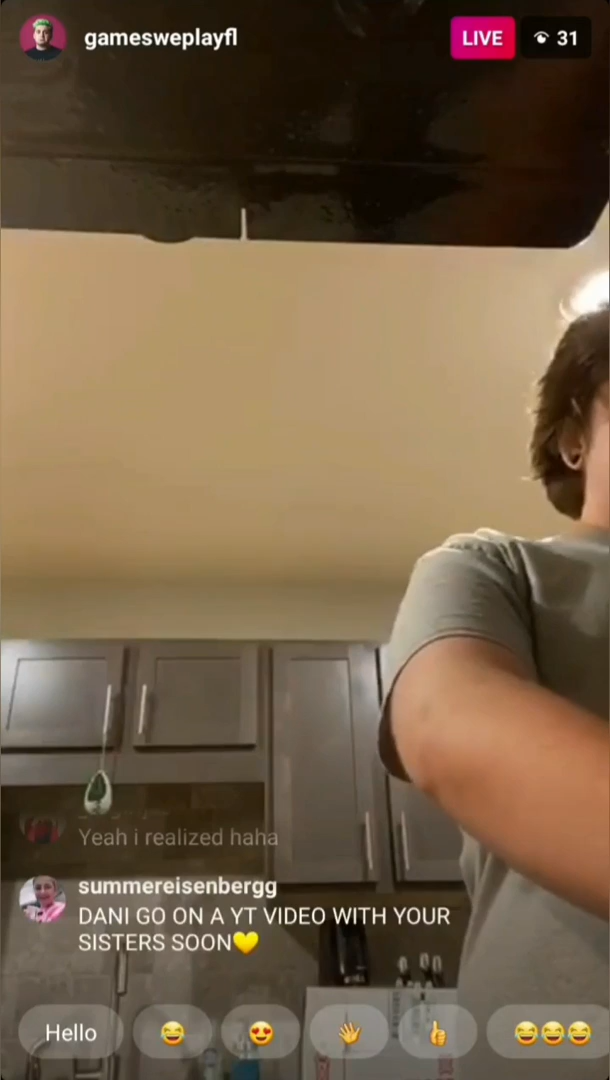 gamesweplayfl
LIVE
31
Yeah i realized haha
summereisenbergg
DANI GO ON A YT VIDEO WITH YOUR
SISTERS SOON💛
Hello
😂
😍
👋
👍
😂😂😂